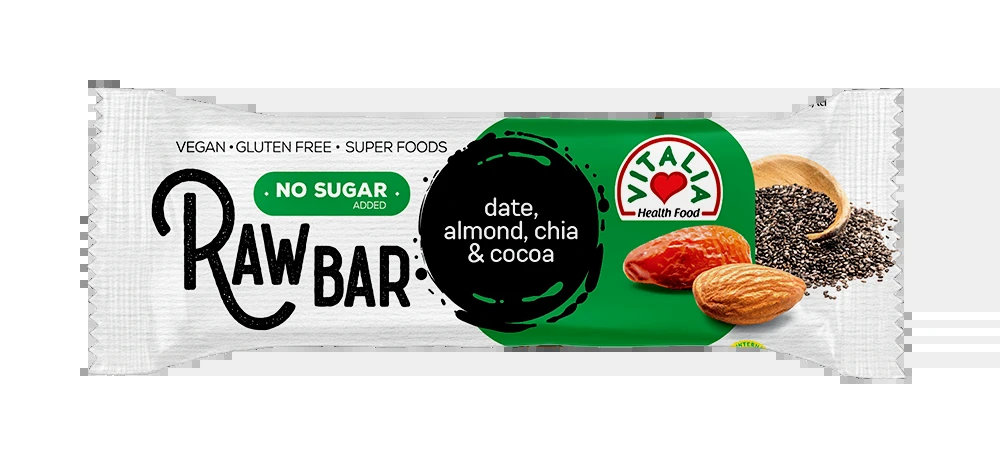 VEGAN • GLUTEN FREE • SUPER FOODS
• NO SUGAR •
ADDED
RAW BAR
date,
almond, chia
& cocoa
VITALIA
Health Food